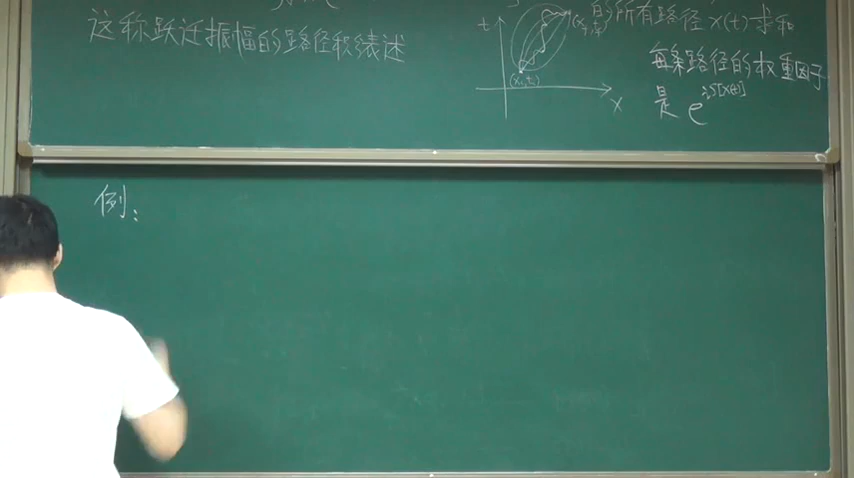 这称跃迁振幅的路径积分表述
的所有路径x(t)求和
每条路径的权重因子
是 e^{iS[x(t)]}
t
x
例: